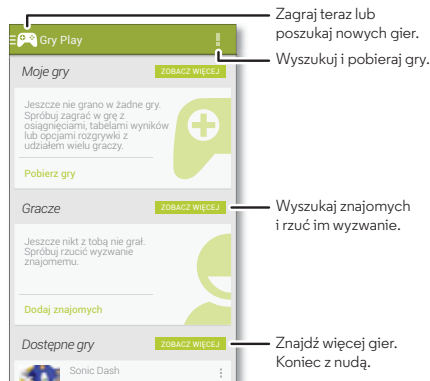 Zagraj teraz lub
poszukaj nowych gier.
Gry Play
Wyszukuj i pobieraj gry.
Moje gry
ZOBACZ WIĘCEJ
Jeszcze nie grano w żadne gry.
Spróbuj zagrać w grę z
osiągnięciami, tabelami wyników
lub opcjami rozgrywki z
udziałem wielu graczy.
Pobierz gry
Gracze
ZOBACZ WIĘCEJ
Wyszukaj znajomych
i rzuć im wyzwanie.
Jeszcze nikt z tobą nie grał.
Spróbuj rzucić wyzwanie
znajomemu.
Dodaj znajomych
Dostępne gry
ZOBACZ WIĘCEJ
Znajdź więcej gier.
Koniec z nudą.
Sonic Dash